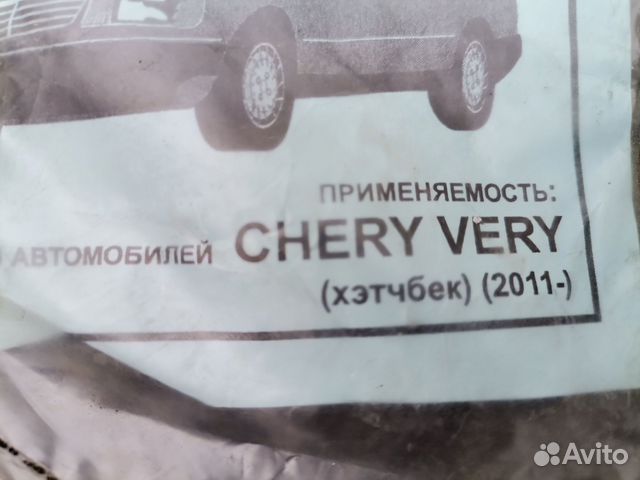 ПРИМЕНЯЕМОСТЬ:
АВТОМОБИЛЕЙ CHERY VERY
(хэтчбек) (2011-)
Avito